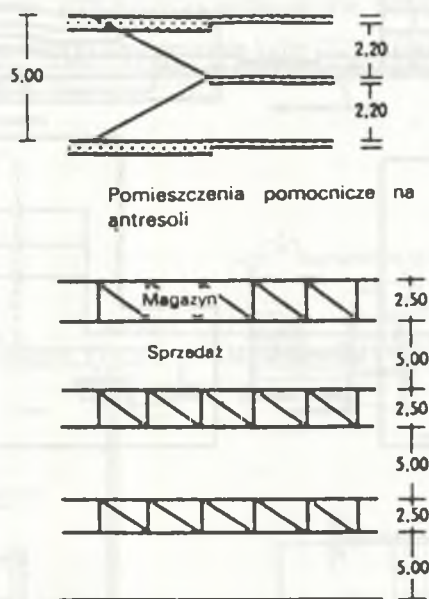 5.00
2,20
2,20
Pomieszczenia pomocnicze na
antresoli
Magazyn
2,50
Sprzedaż
5,00
2,50
5,00
2,50
5,00